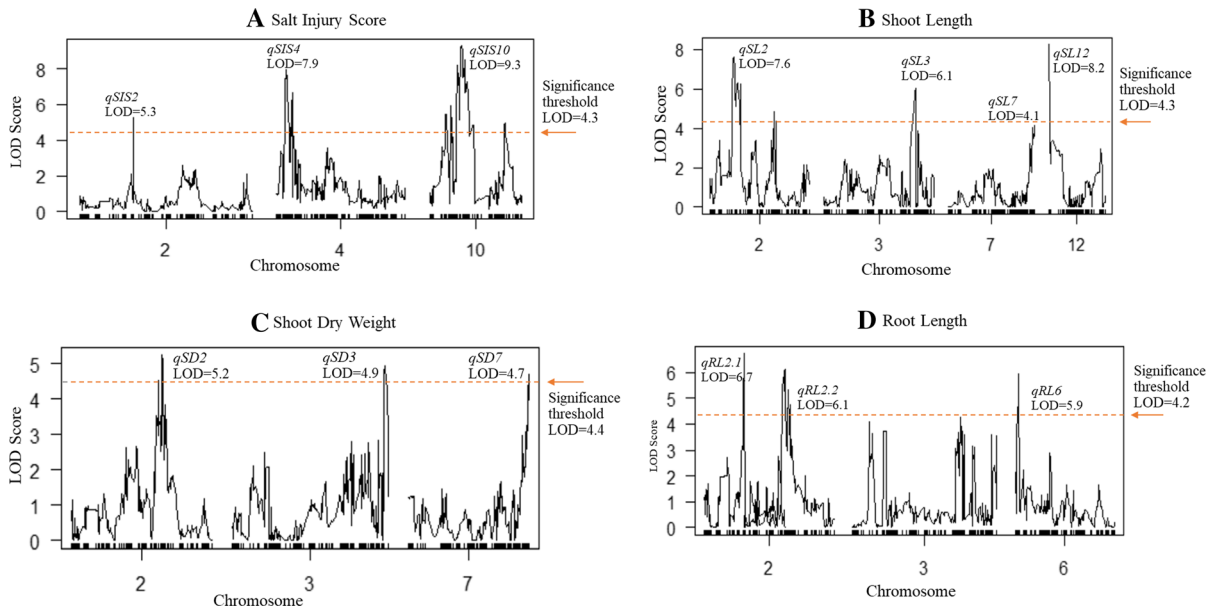 A Salt Injury Score
LOD Score
8
6
4
2
0
qSIS2
LOD=5.3
qSIS4
LOD=7.9
qSIS10
LOD=9.3
Significance
threshold
LOD=4.3
2
4
10
Chromosome
B Shoot Length
LOD Score
8
6
4
2
0
qSL2
LOD=7.6
qSL3
LOD=6.1
qSL7
LOD=4.1
qSL12
LOD=8.2
Significance
threshold
LOD=4.3
2
3
7
12
Chromosome
C Shoot Dry Weight
LOD Score
5
4
3
2
1
0
qSD2
LOD=5.2
qSD3
LOD=4.9
qSD7
LOD=4.7
Significance
threshold
LOD=4.4
2
3
7
Chromosome
D Root Length
LOD Score
6
5
4
3
2
1
0
qRL2.1
LOD=6.7
qRL2.2
LOD=6.1
qRL6
LOD=5.9
Significance
threshold
LOD=4.2
2
3
6
Chromosome